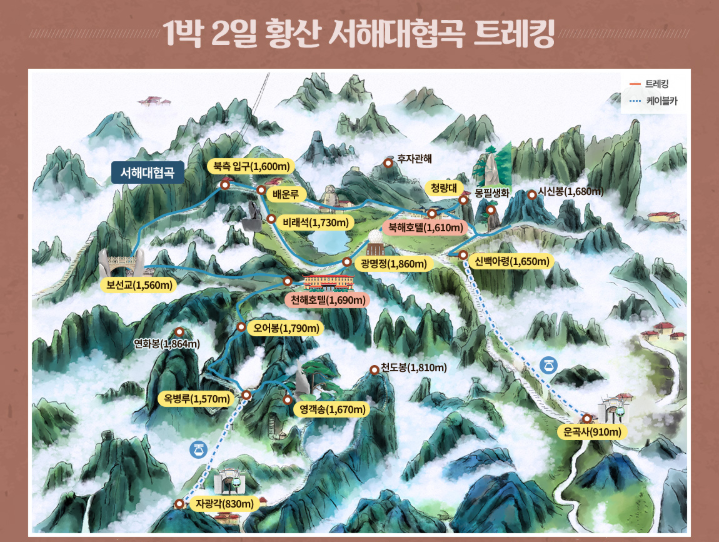 1박 2일 황산 서해대협곡 트레킹
트레킹
케이블카
서해대협곡
북측 입구(1,600m)
배운루
비래석(1,730m)
후자관해
청량대
몽필생화
시신봉(1,680m)
북해호텔(1,610m)
광명정(1,860m)
신백아령(1,650m)
보선교(1,560m)
천해호텔(1,690m)
오어봉(1,790m)
연화봉(1,864m)
천도봉(1,810m)
옥병루(1,570m)
영객송(1,670m)
운곡사(910m)
자광각(830m)